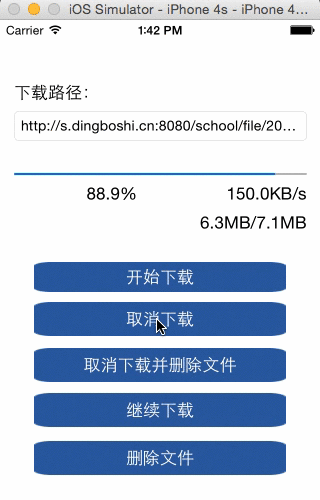 iOS Simulator - iPhone 4s - iPhone 4…
Carrier 1:42 PM
下载路径：
http://s.dingboshi.cn:8080/school/file/20…
88.9% 150.0KB/s
6.3MB/7.1MB
开始下载
取消下载
取消下载并删除文件
继续下载
删除文件